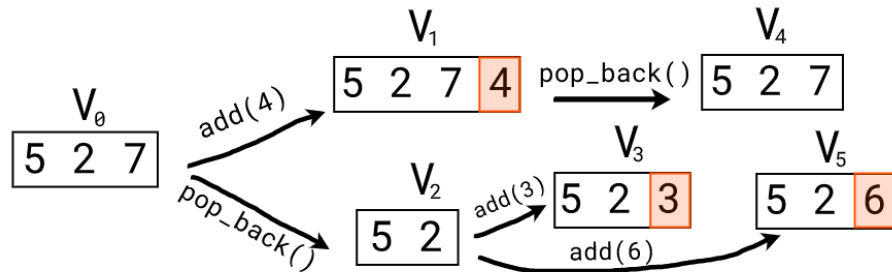 V₁
V₄
5 2 7 4
pop_back()
5 2 7
add(4)
V₀
5 2 7
V₃
V₅
V₂
add(3)
5 2 3
5 2 6
pop_back()
5 2
add(6)